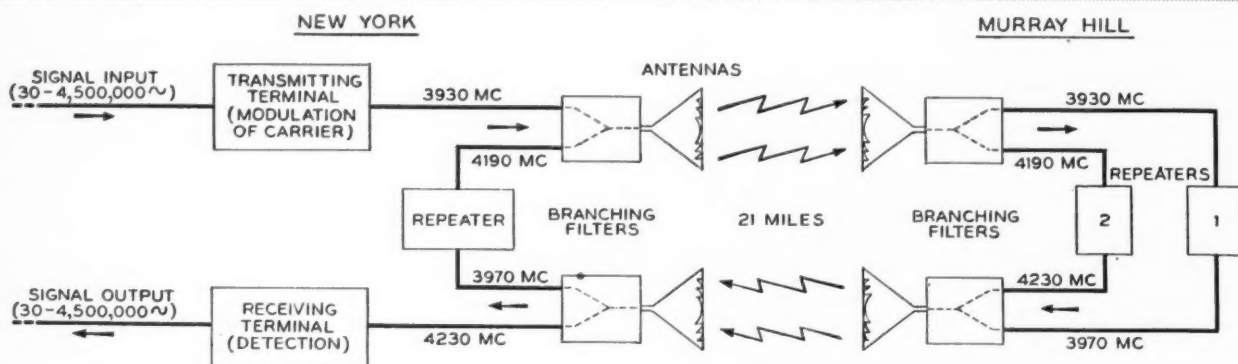 NEW YORK
MURRAY HILL
SIGNAL INPUT
(30-4,500,000~)
TRANSMITTING
TERMINAL
(MODULATION
OF CARRIER)
3930 MC
4190 MC
ANTENNAS
3930 MC
4190 MC
REPEATERS
REPEATER
BRANCHING
FILTERS
21 MILES
BRANCHING
FILTERS
2
1
3970 MC
4230 MC
SIGNAL OUTPUT
(30-4,500,000~)
RECEIVING
TERMINAL
(DETECTION)
4230 MC
3970 MC